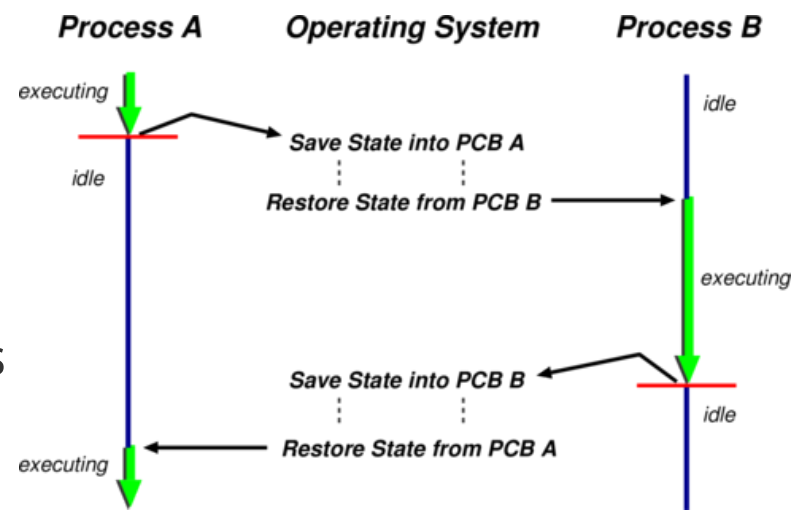 Process A Operating System Process B
executing
idle
Save State into PCB A
idle
Restore State from PCB B
executing
s
Save State into PCB B
idle
Restore State from PCB A
executing